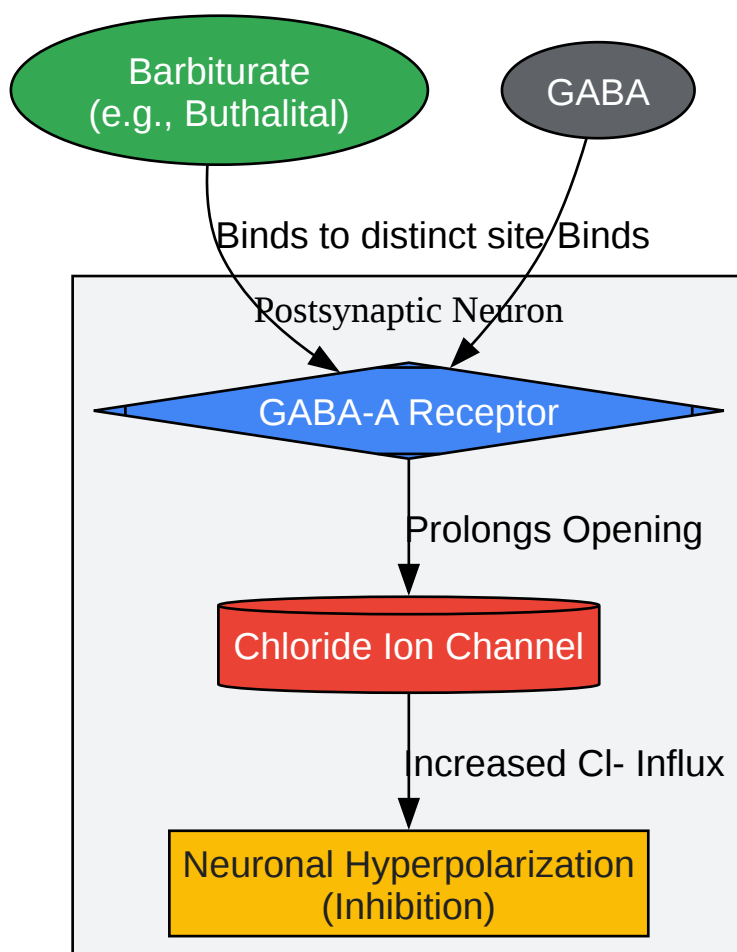 Barbiturate
(e.g., Buthalital)
GABA
Binds to distinct site
Binds
Postsynaptic Neuron
GABA-A Receptor
Prolongs Opening
Chloride Ion Channel
Increased Cl- Influx
Neuronal Hyperpolarization
(Inhibition)